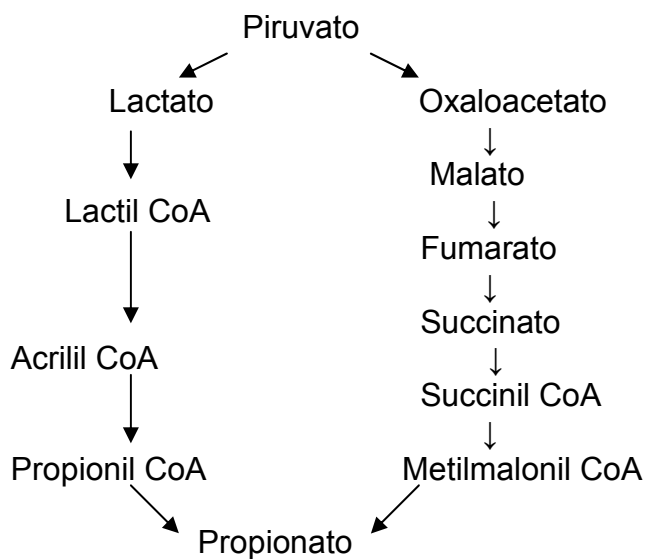 Piruvato
Lactato
Oxaloacetato
Malato
Lactil CoA
Fumarato
Succinato
Acrilil CoA
Succinil CoA
Propionil CoA
Metilmalonil CoA
Propionato